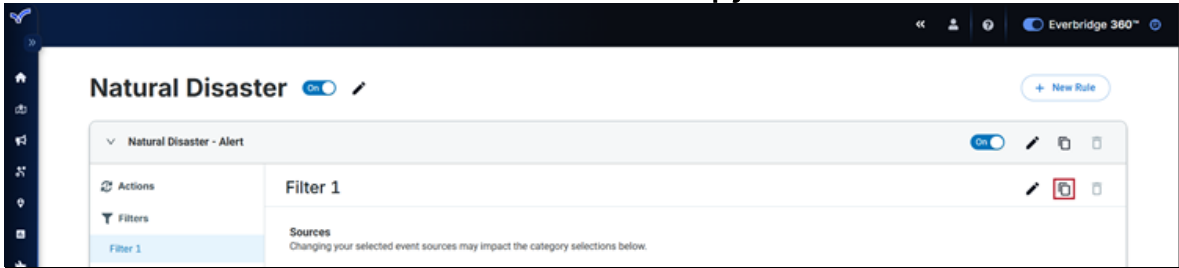 Everbridge 360™
Natural Disaster On
+ New Rule
Natural Disaster - Alert On
Actions
Filter 1
Filters
Filter 1
Sources
Changing your selected event sources may impact the category selections below.